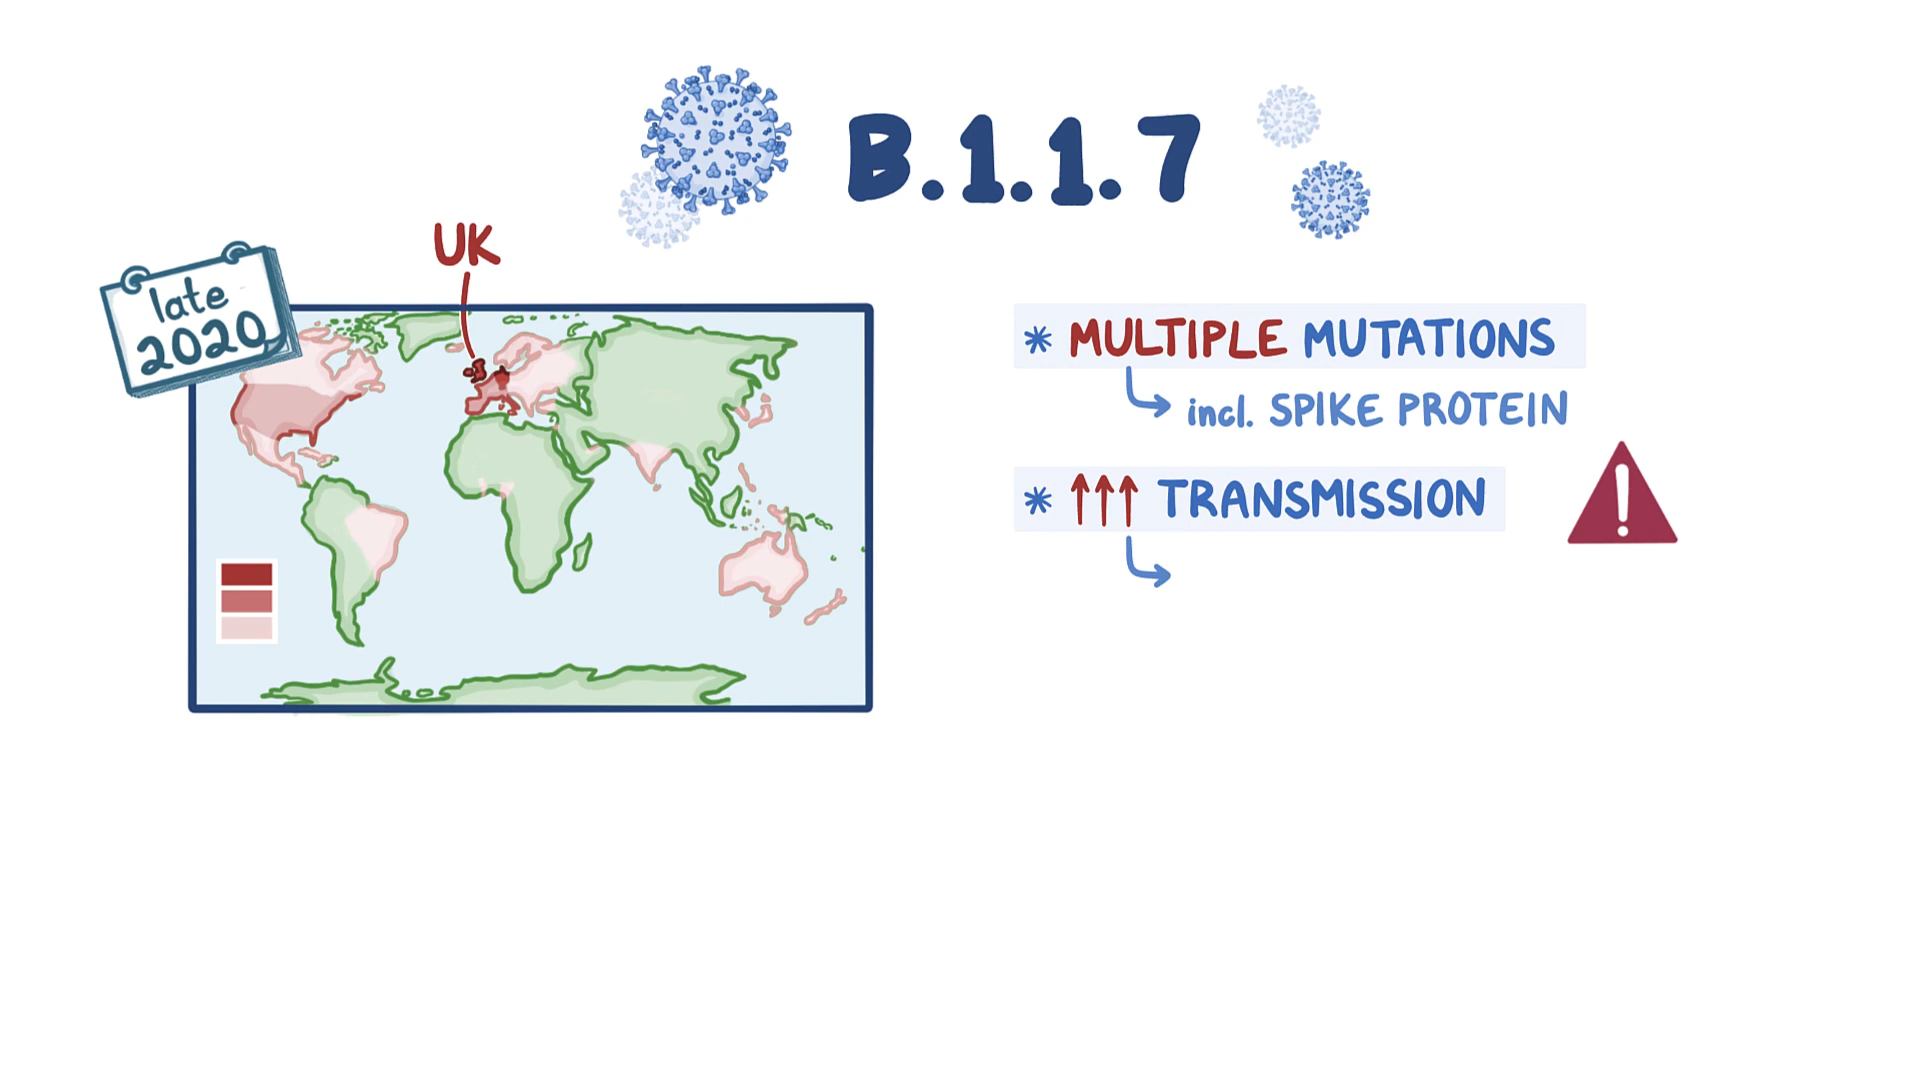 B.1.1.7
UK
late
2020
* MULTIPLE MUTATIONS
incl. SPIKE PROTEIN
* ↑↑↑ TRANSMISSION
!